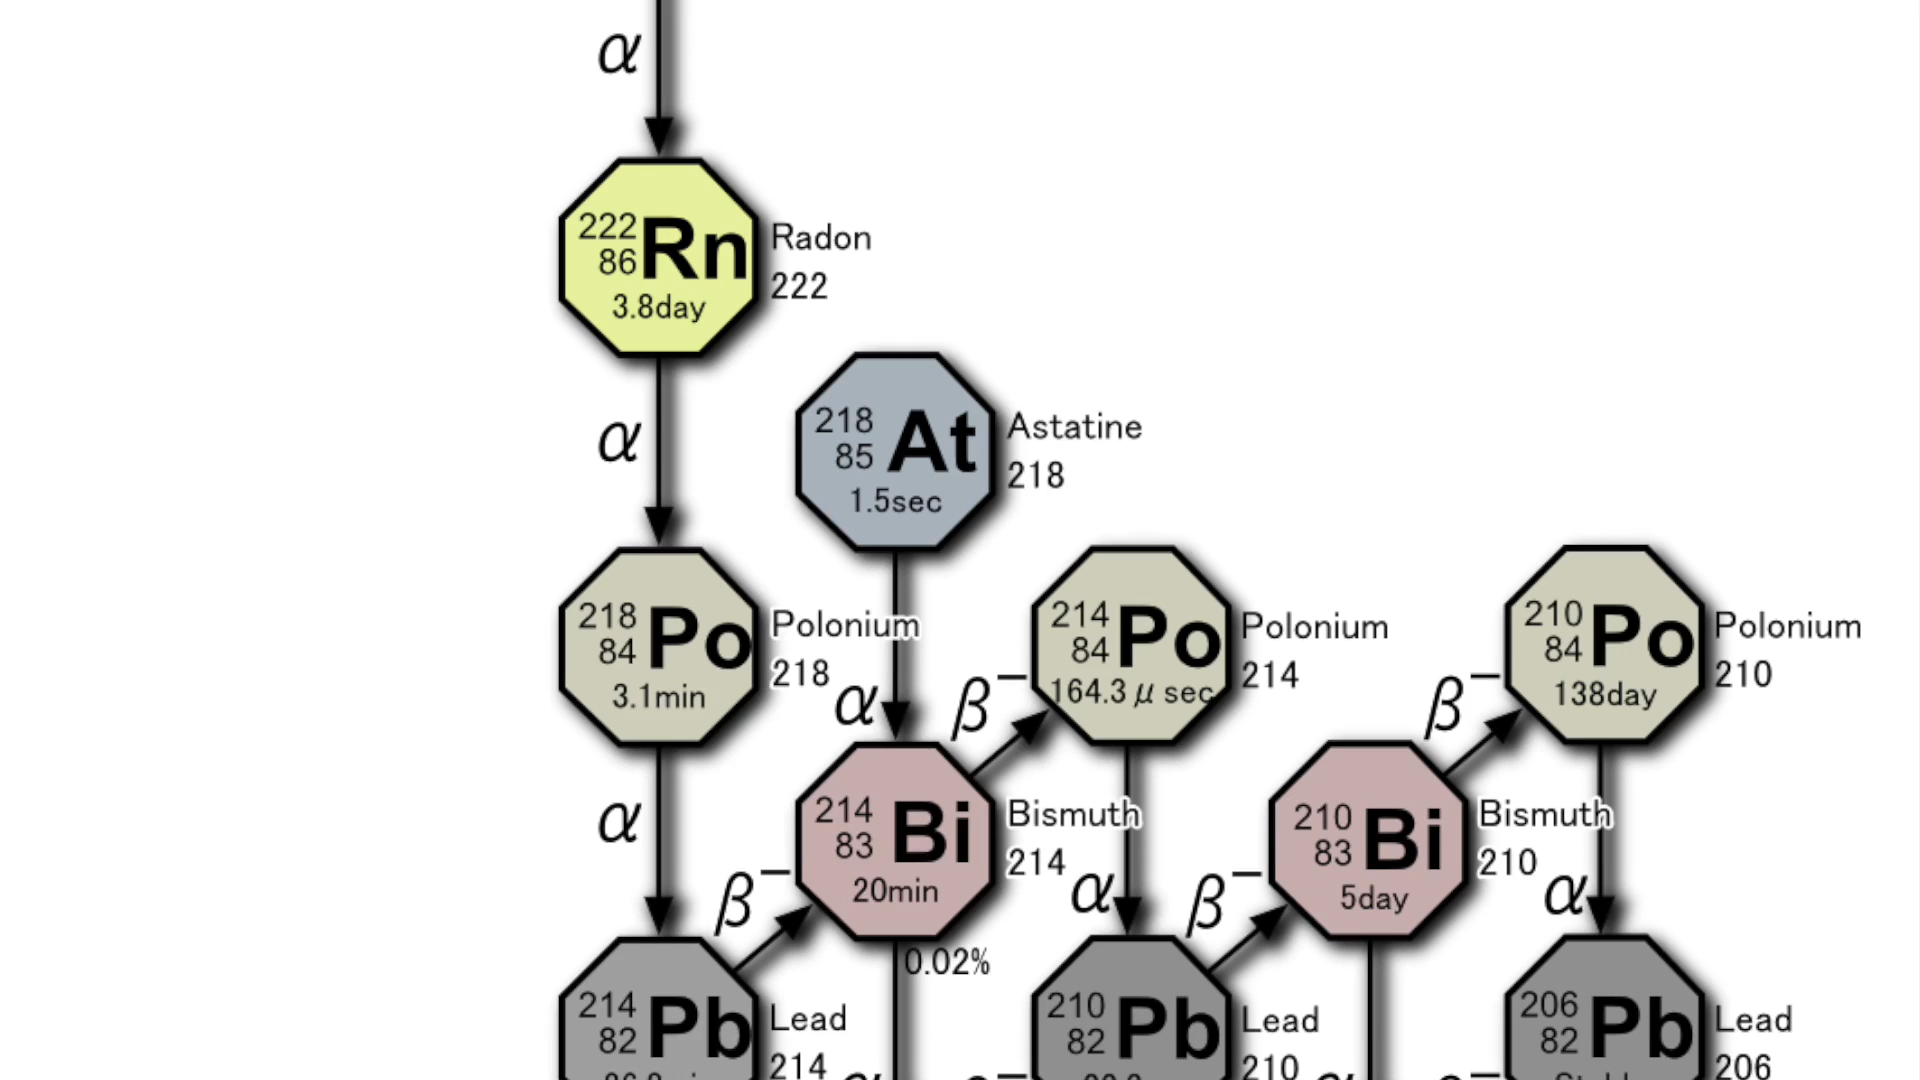 α
222
86
Rn
3.8day
Radon
222
α
218
85
At
1.5sec
Astatine
218
218
84
Po
3.1min
Polonium
218
α
β−
214
84
Po
164.3 μ sec
Polonium
214
β−
210
84
Po
138day
Polonium
210
α
β−
214
83
Bi
20min
Bismuth
214
0.02%
α
β−
210
83
Bi
5day
Bismuth
210
α
214
82
Pb
Lead
214
210
82
Pb
Lead
210
206
82
Pb
Lead
206